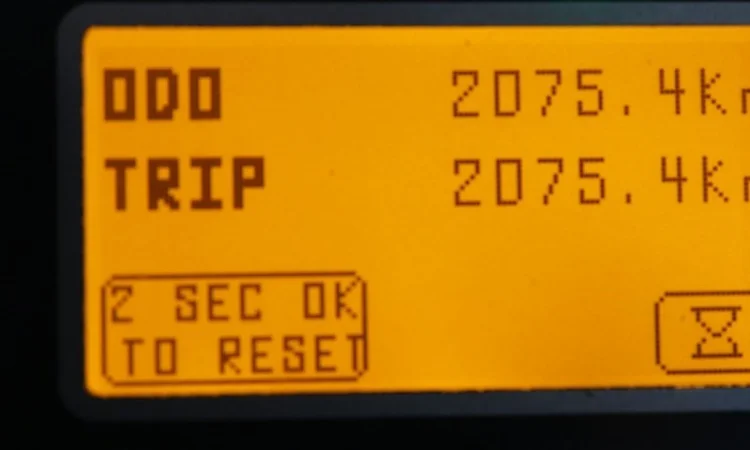 ODO 2075.4K
TRIP 2075.4K
2 SEC OK
TO RESET